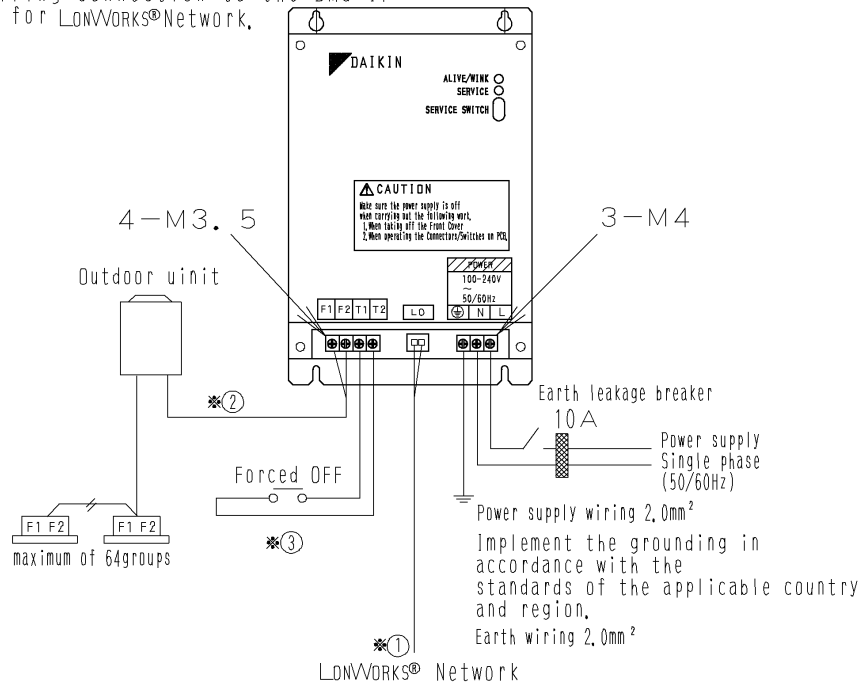 for LONWORKS® Network.
DAIKIN
ALIVE/WINK
SERVICE
SERVICE SWITCH
CAUTION
Make sure the power supply is off
when carrying out the following work.
1.When taking off the Front Cover
2.When operating the Connectors/Switches on PCB.
4-M3. 5
3-M4
POWER
100-240V
~
50/60Hz
Outdoor uinit
F1 F2 T1 T2
LO
N L
※②
Earth leakage breaker
10A
Power supply
Single phase
(50/60Hz)
Forced OFF
※③
F1 F2
F1 F2
maximum of 64groups
Power supply wiring 2.0mm²
Implement the grounding in
accordance with the
standards of the applicable country
and region.
Earth wiring 2.0mm²
※①
LONWORKS® Network